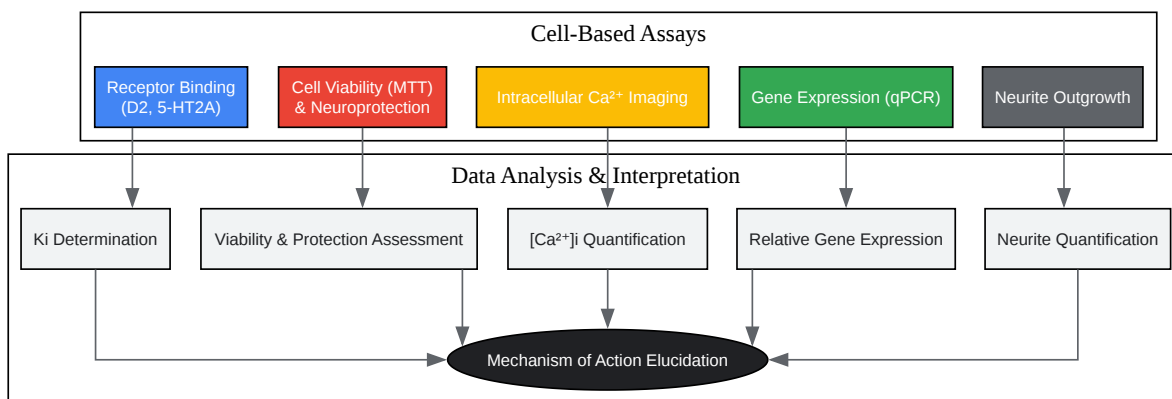 Cell-Based Assays
Receptor Binding
(D2, 5-HT2A)
Cell Viability (MTT)
& Neuroprotection
Intracellular Ca²⁺ Imaging
Gene Expression (qPCR)
Neurite Outgrowth
Data Analysis & Interpretation
Ki Determination
Viability & Protection Assessment
[Ca²⁺]i Quantification
Relative Gene Expression
Neurite Quantification
Mechanism of Action Elucidation